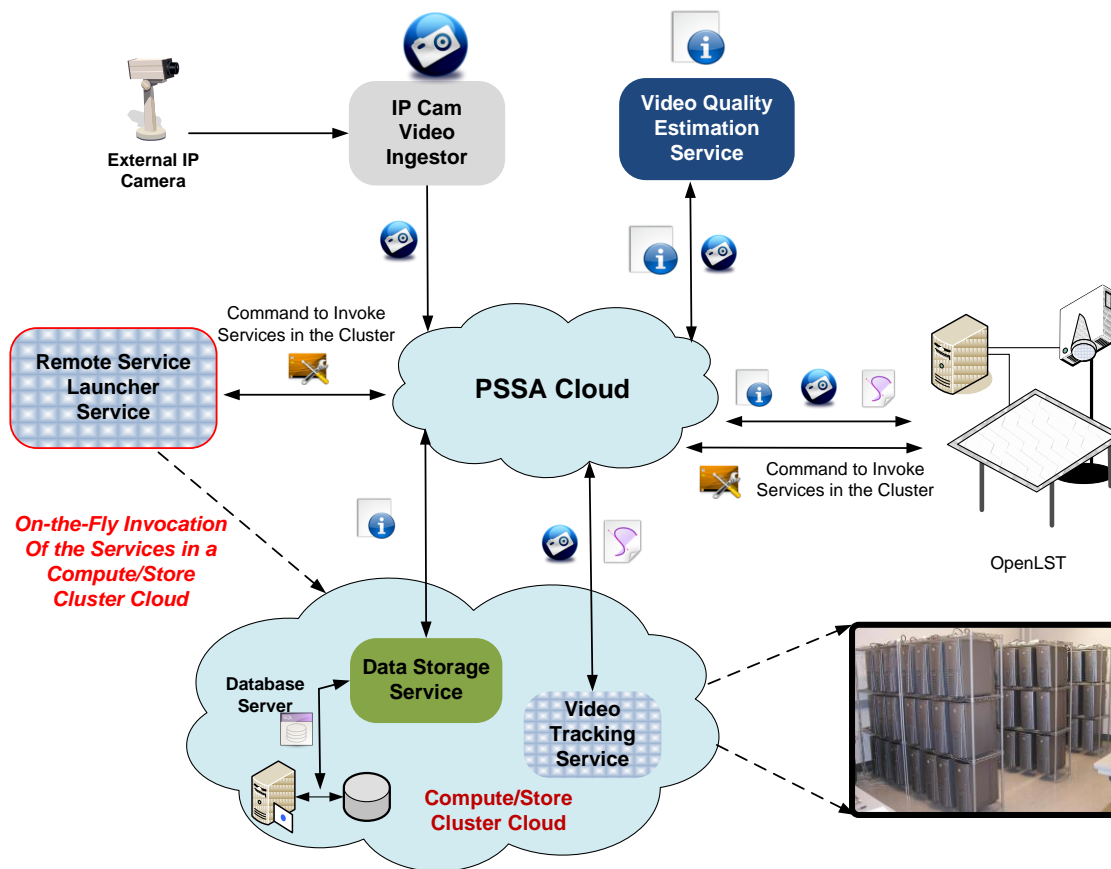 IP Cam
Video
Ingestor
Video Quality
Estimation
Service
External IP
Camera
Command to Invoke
Services in the Cluster
Remote Service
Launcher
Service
PSSA Cloud
Command to Invoke
Services in the Cluster
On-the-Fly Invocation
Of the Services in a
Compute/Store
Cluster Cloud
OpenLST
Data Storage
Service
Database
Server
Video
Tracking
Service
Compute/Store
Cluster Cloud